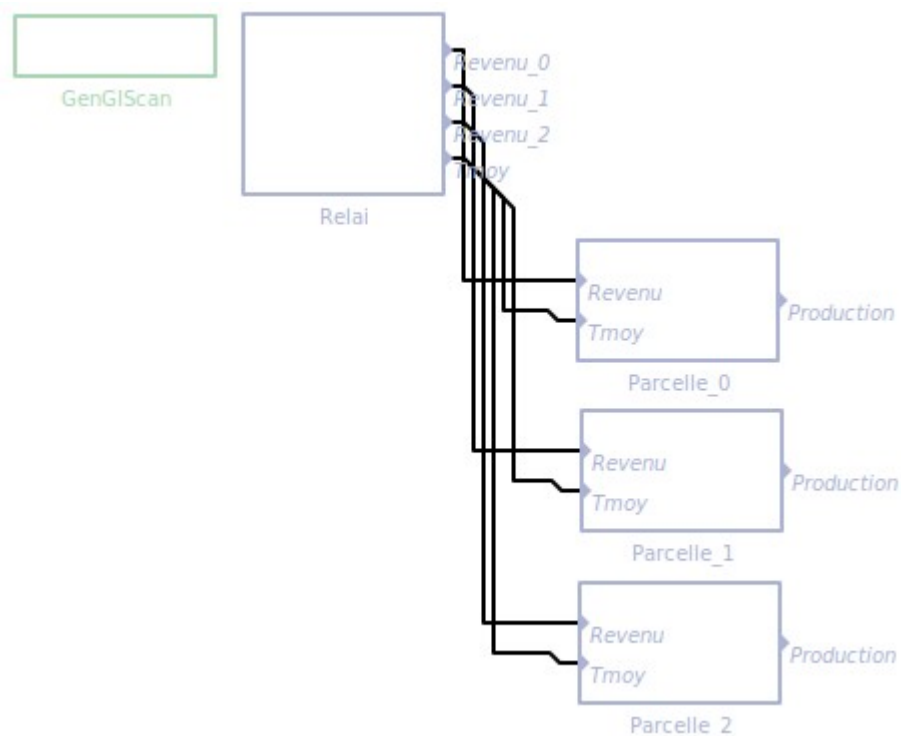 GenGIScan
Revenu_0
Revenu_1
Revenu_2
Tmoy
Relai
Revenu
Tmoy
Production
Parcelle_0
Revenu
Tmoy
Production
Parcelle_1
Revenu
Tmoy
Production
Parcelle_2